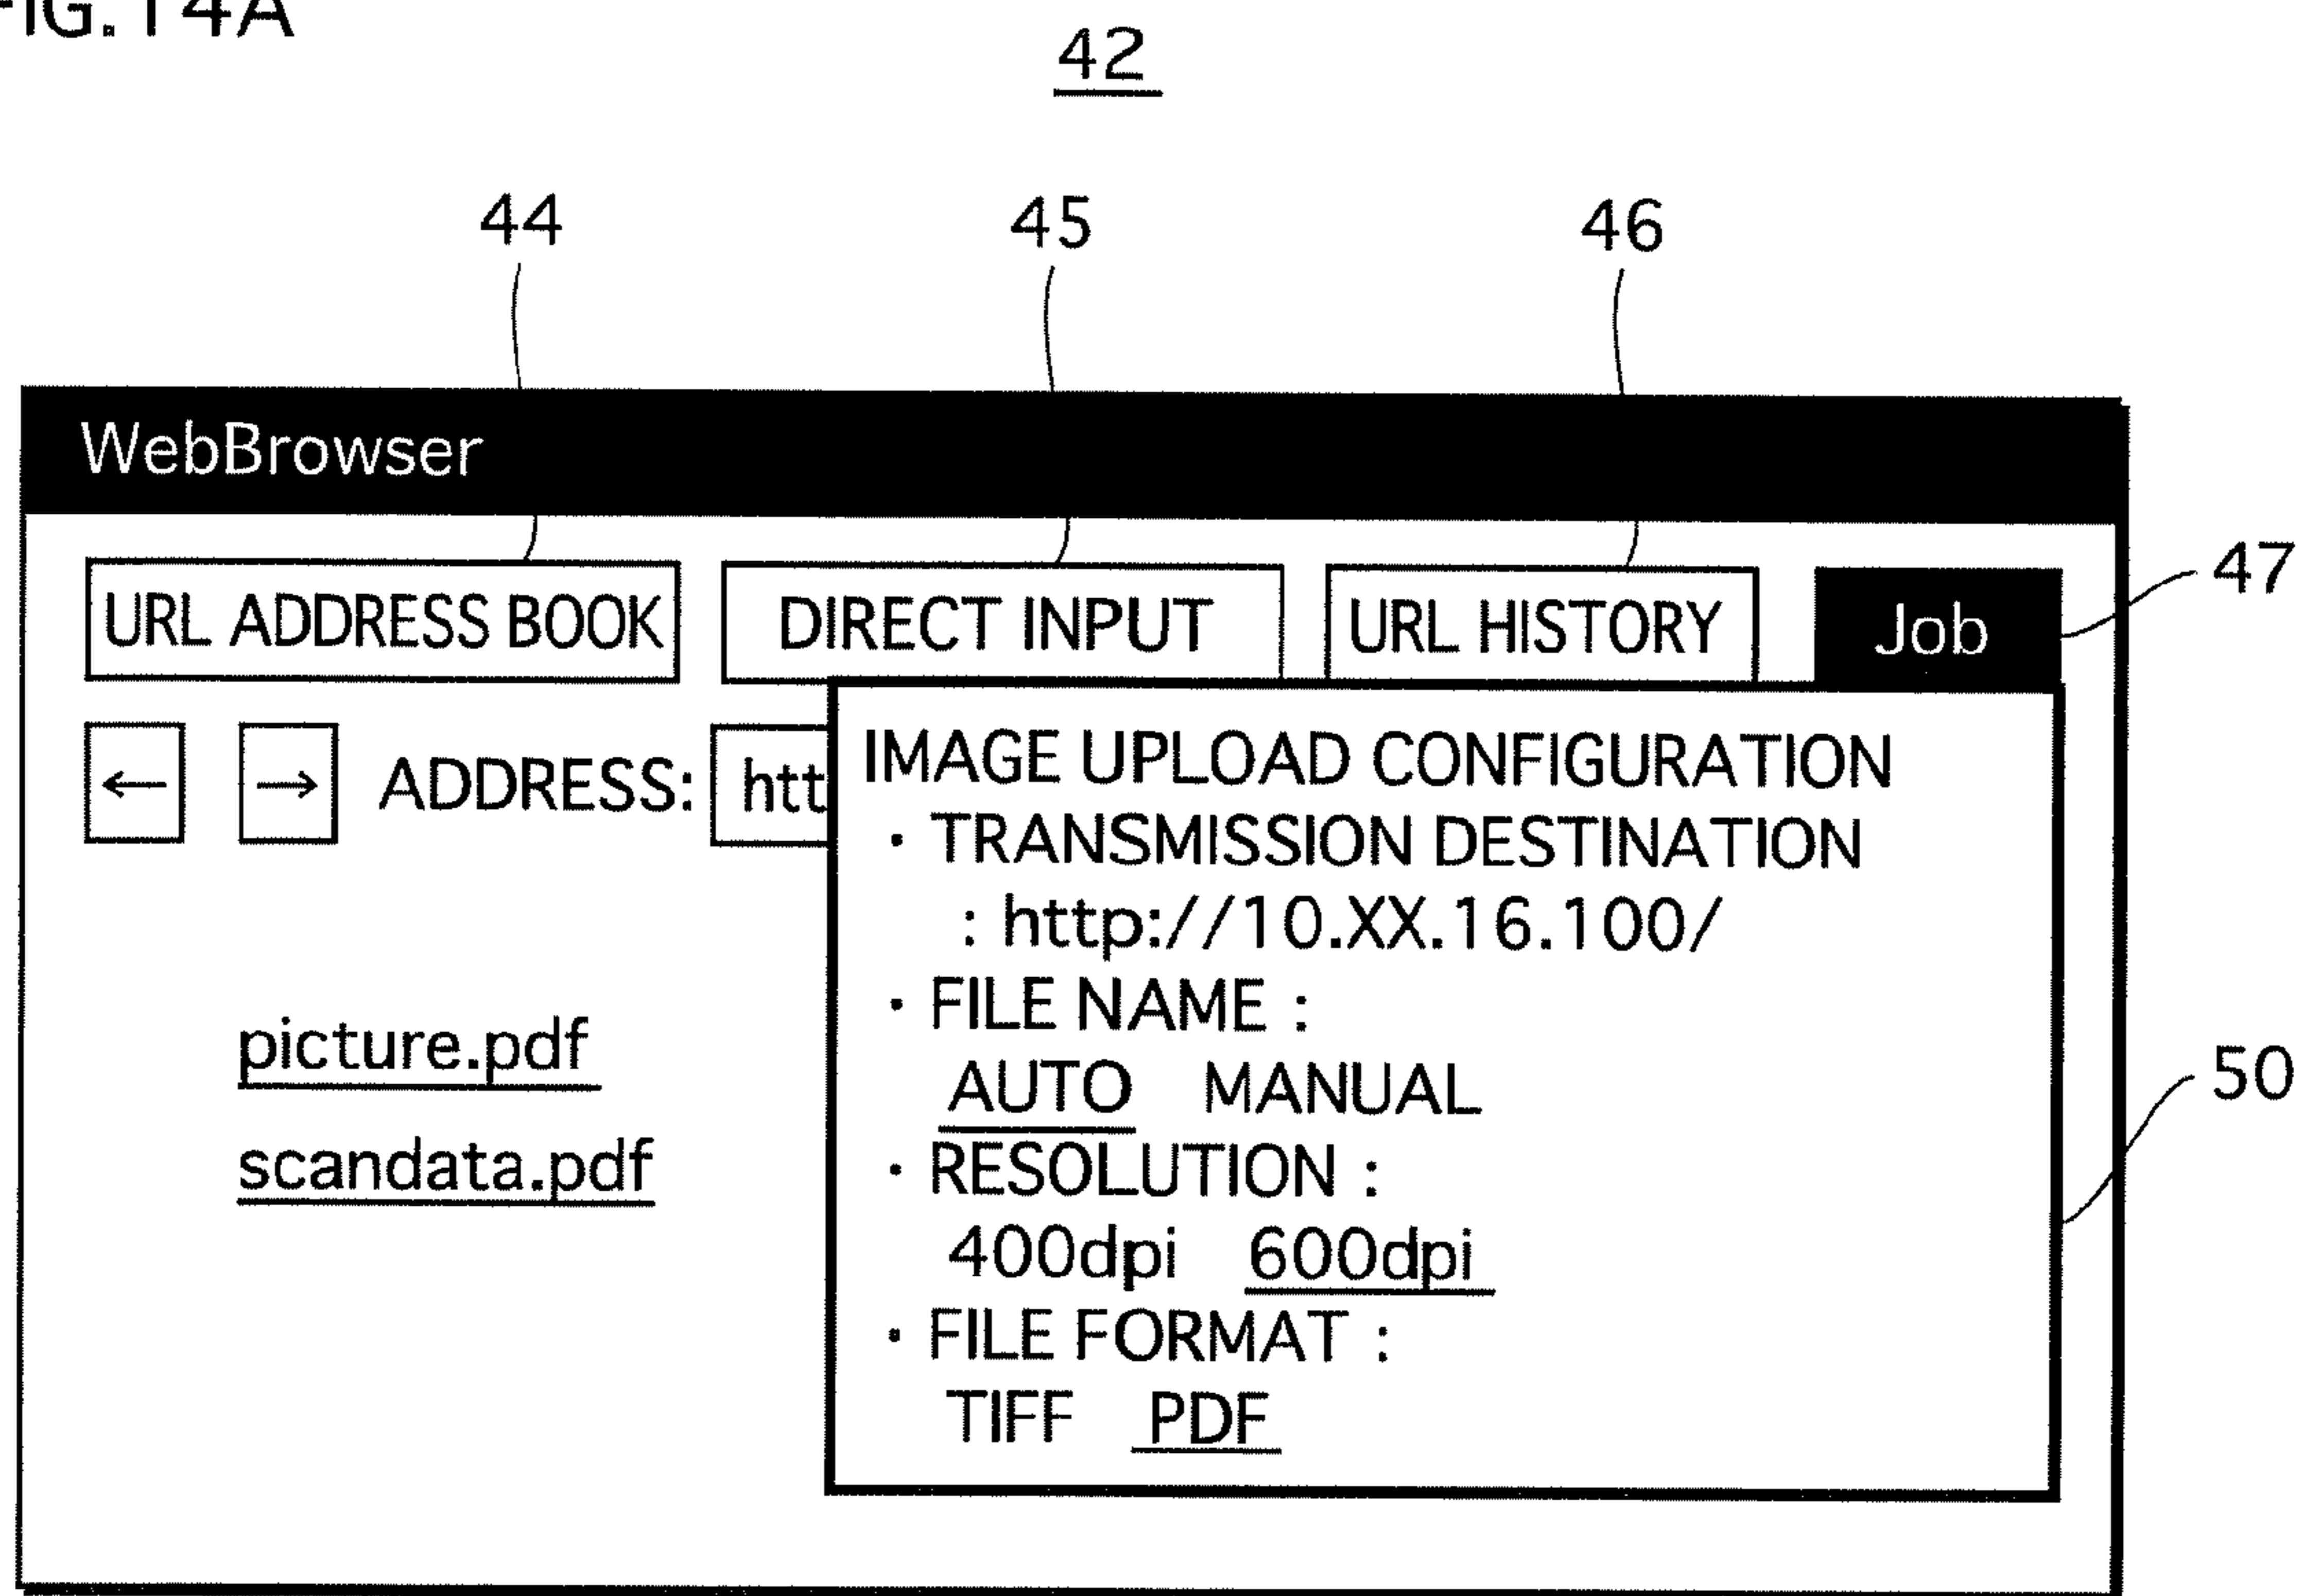 FIG.14A
42
44 45 46
WebBrowser
47
URL ADDRESS BOOK DIRECT INPUT URL HISTORY Job
← → ADDRESS: htt
IMAGE UPLOAD CONFIGURATION
· TRANSMISSION DESTINATION
: http://10.XX.16.100/
· FILE NAME :
AUTO MANUAL
· RESOLUTION :
400dpi 600dpi
· FILE FORMAT :
TIFF PDF
picture.pdf
scandata.pdf
50